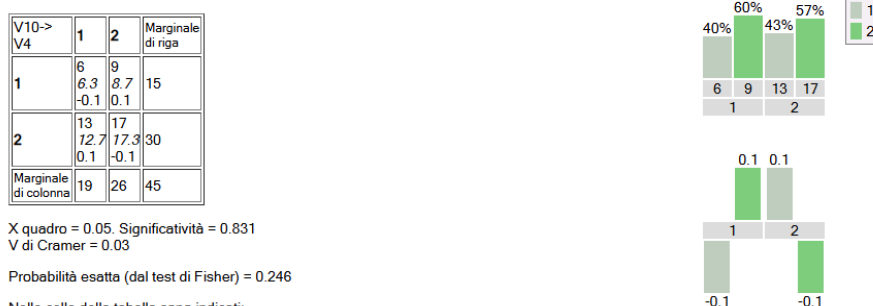 V10->
V4
1
2
Marginale
di riga
1
6
6.3
-0.1
9
8.7
0.1
15
2
13
12.7
0.1
17
17.3
-0.1
30
Marginale
di colonna
19
26
45
X quadro = 0.05. Significatività = 0.831
V di Cramer = 0.03
Probabilità esatta (dal test di Fisher) = 0.246
40% 60% 43% 57%
6 9 13 17
1 2
1
2
0.1 0.1
1 2
-0.1 -0.1